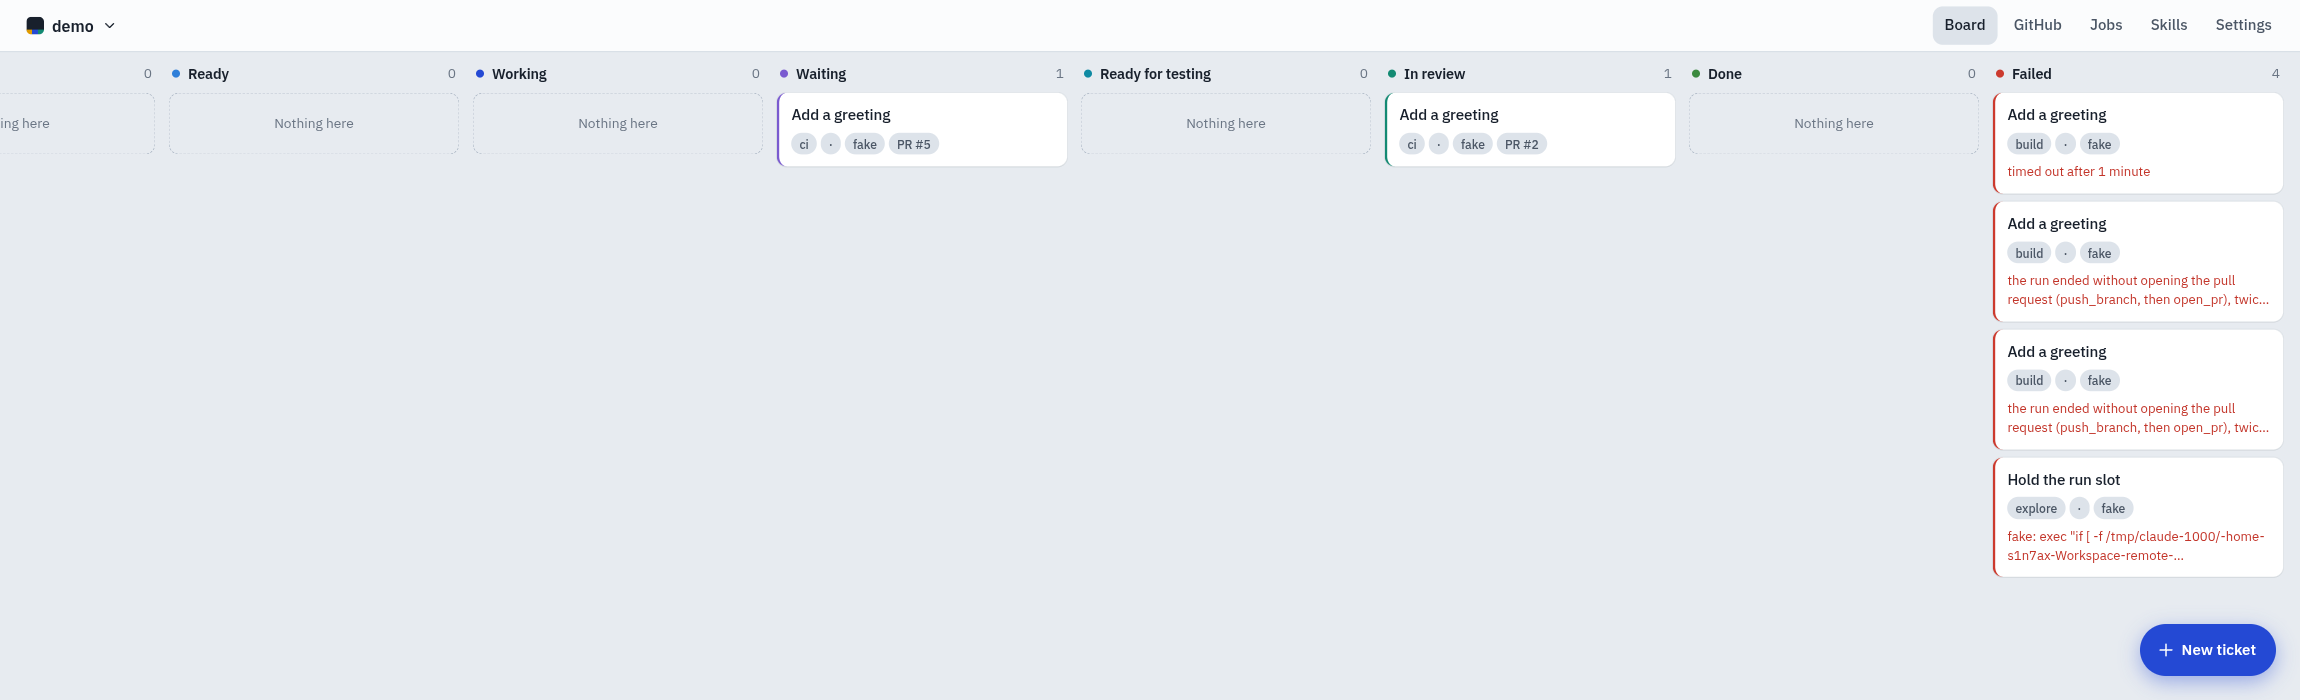 demo
Board GitHub Jobs Skills Settings
0
ing here
Ready 0
Nothing here
Working 0
Nothing here
Waiting 1
Add a greeting
ci · fake PR #5
Ready for testing 0
Nothing here
In review 1
Add a greeting
ci · fake PR #2
Done 0
Nothing here
Failed 4
Add a greeting
build · fake
timed out after 1 minute
Add a greeting
build · fake
the run ended without opening the pull
request (push_branch, then open_pr), twic...
Add a greeting
build · fake
the run ended without opening the pull
request (push_branch, then open_pr), twic...
Hold the run slot
explore · fake
fake: exec "if [ -f /tmp/claude-1000/-home-
s1n7ax-Workspace-remote-...
New ticket